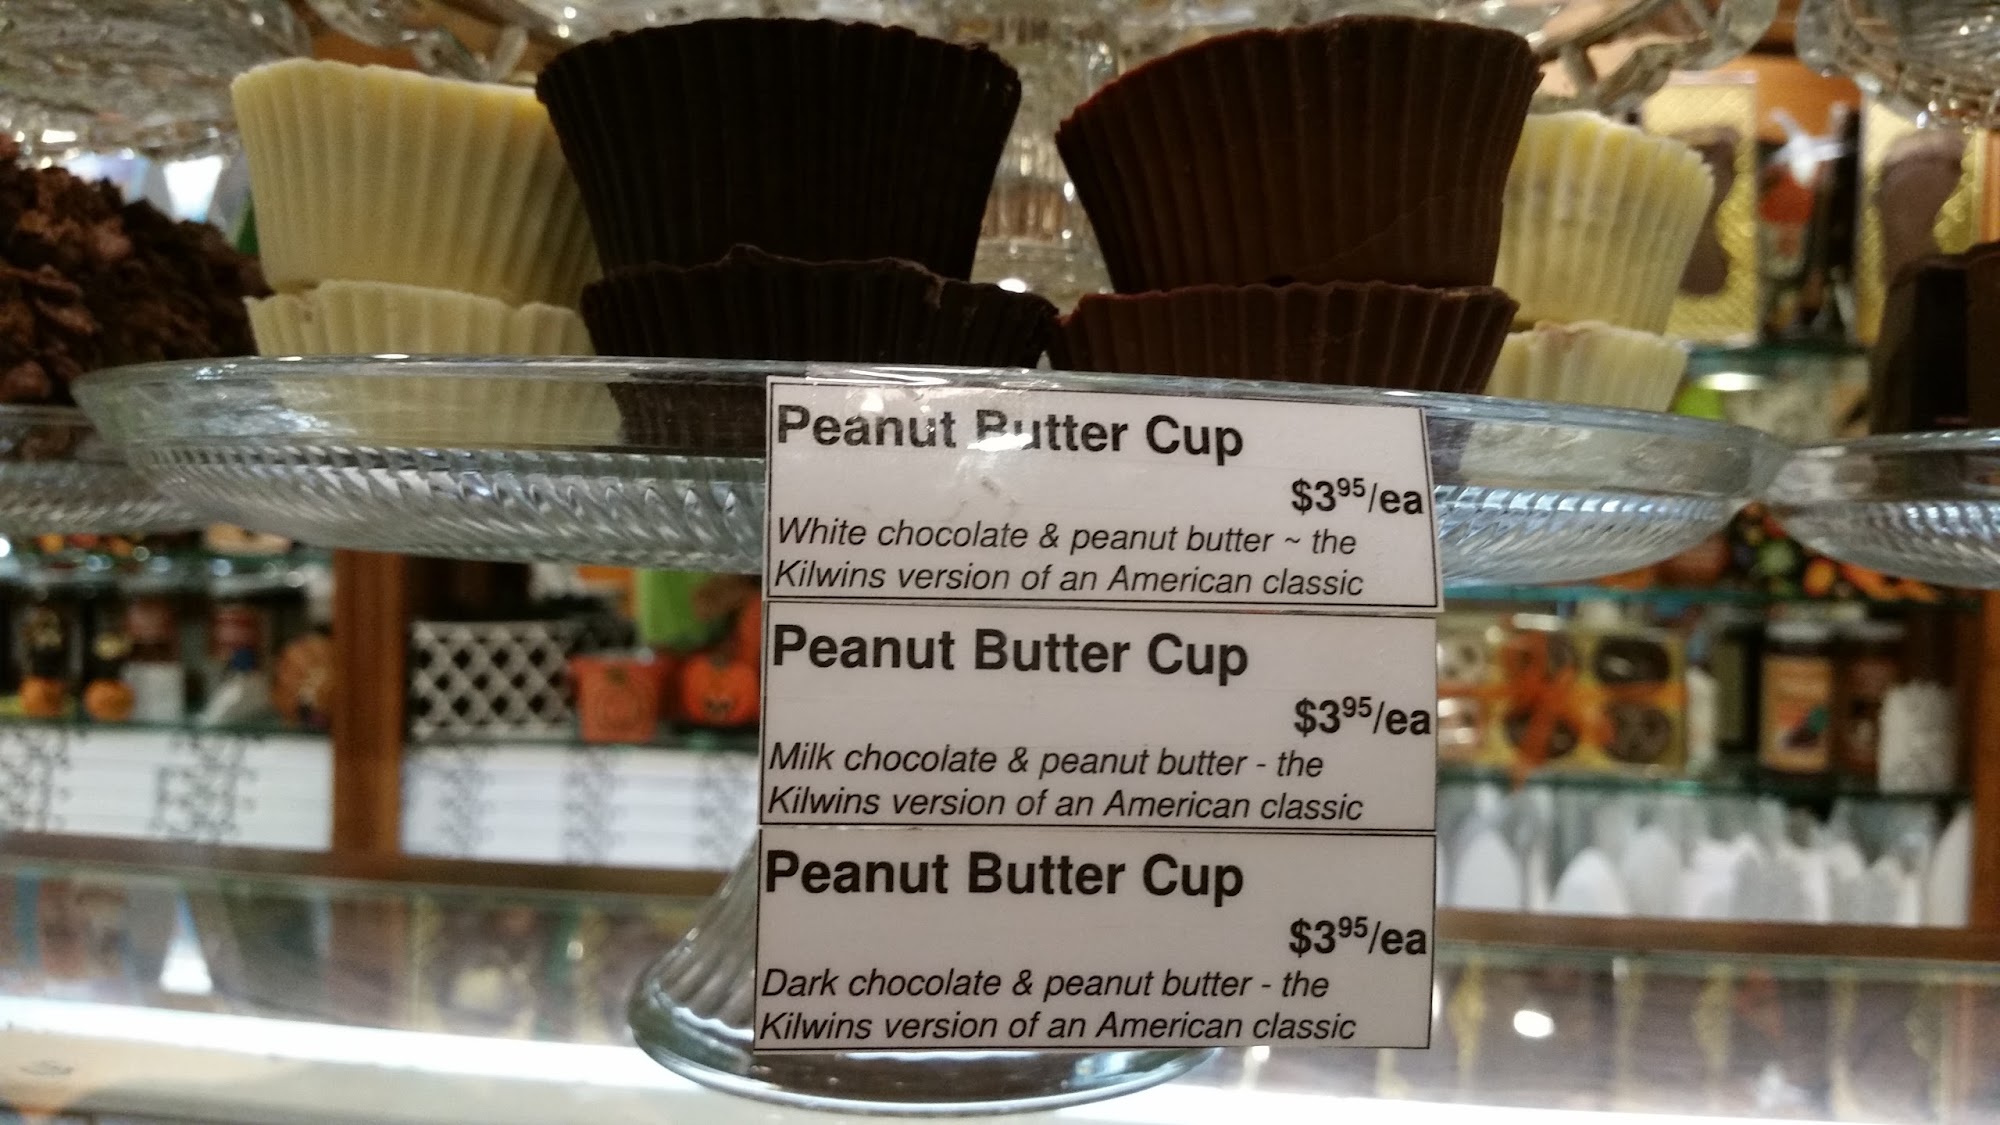 Peanut Butter Cup
$3⁹⁵/ea
White chocolate & peanut butter ~ the
Kilwins version of an American classic
Peanut Butter Cup
$3⁹⁵/ea
Milk chocolate & peanut butter - the
Kilwins version of an American classic
Peanut Butter Cup
$3⁹⁵/ea
Dark chocolate & peanut butter - the
Kilwins version of an American classic